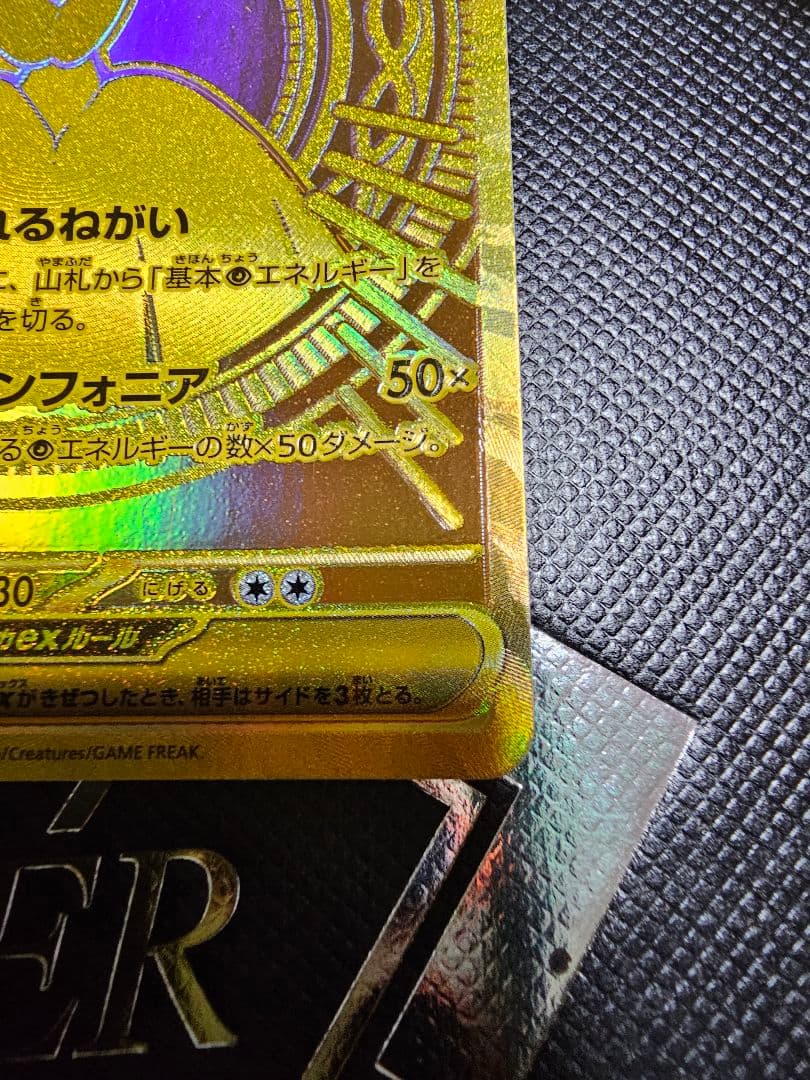 れるねがい
、山札から「基本エネルギー」を
を切る。
ンフォニア 50×
るエネルギーの数×50ダメージ。
30 にげる
exルール
がきぜつしたとき、相手はサイドを3枚とる。
/Creatures/GAME FREAK.
ER